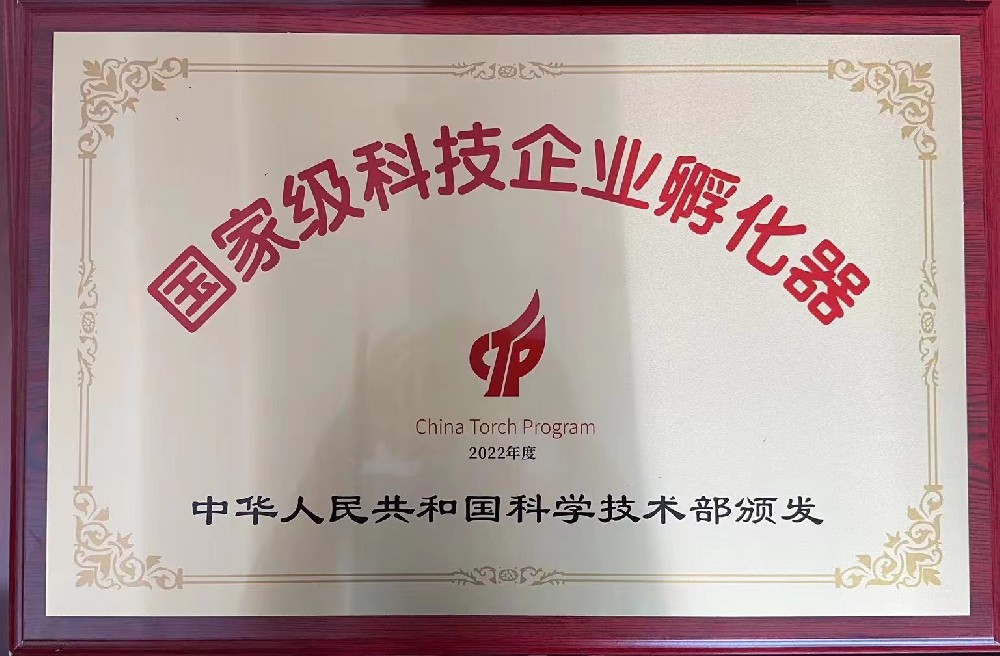 国家级科技企业孵化器
CTP
China Torch Program
2022年度
中华人民共和国科学技术部颁发